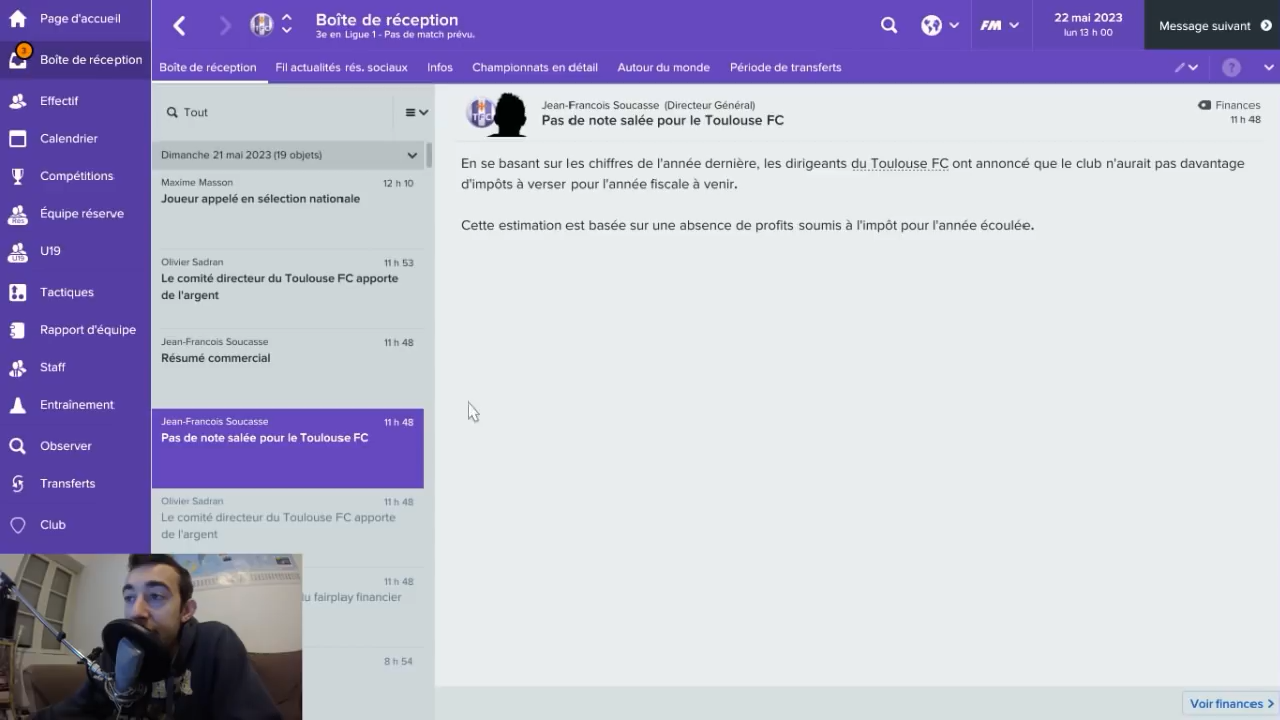 Page d'accueil
3
Boîte de réception
Effectif
Calendrier
Compétitions
Équipe réserve
U19
Tactiques
Rapport d'équipe
Staff
Entraînement
Observer
Transferts
Club
Boîte de réception
3e en Ligue 1 - Pas de match prévu.
FM
22 mai 2023
lun 13 h 00
Message suivant
Boîte de réception
Fil actualités rés. sociaux
Infos
Championnats en détail
Autour du monde
Période de transferts
Tout
Dimanche 21 mai 2023 (19 objets)
Maxime Masson 12 h 10
Joueur appelé en sélection nationale
Olivier Sadran 11 h 53
Le comité directeur du Toulouse FC apporte
de l'argent
Jean-Francois Soucasse 11 h 48
Résumé commercial
Jean-Francois Soucasse 11 h 48
Pas de note salée pour le Toulouse FC
Olivier Sadran 11 h 48
Le comité directeur du Toulouse FC apporte
de l'argent
11 h 48
fairplay financier
8 h 54
Jean-Francois Soucasse (Directeur Général)
Pas de note salée pour le Toulouse FC
Finances
11 h 48
En se basant sur les chiffres de l'année dernière, les dirigeants du Toulouse FC ont annoncé que le club n'aurait pas davantage
d'impôts à verser pour l'année fiscale à venir.
Cette estimation est basée sur une absence de profits soumis à l'impôt pour l'année écoulée.
Voir finances